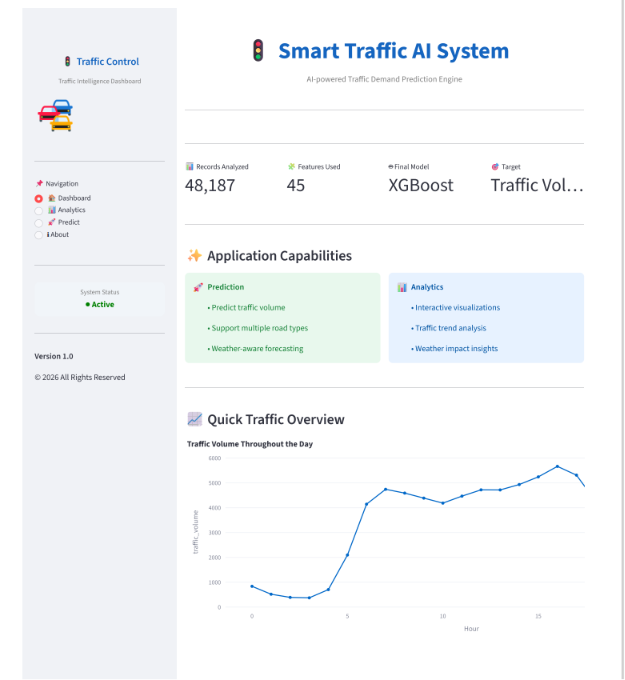 Traffic Control
Traffic Intelligence Dashboard
Navigation
Dashboard
Analytics
Predict
About
System Status
Active
Version 1.0
© 2026 All Rights Reserved
Smart Traffic AI System
AI-powered Traffic Demand Prediction Engine
Records Analyzed
48,187
Features Used
45
Final Model
XGBoost
Target
Traffic Vol...
Application Capabilities
Prediction
• Predict traffic volume
• Support multiple road types
• Weather-aware forecasting
Analytics
• Interactive visualizations
• Traffic trend analysis
• Weather impact insights
Quick Traffic Overview
Traffic Volume Throughout the Day
6000
5000
4000
3000
2000
1000
0
traffic_volume
0 5 10 15
Hour